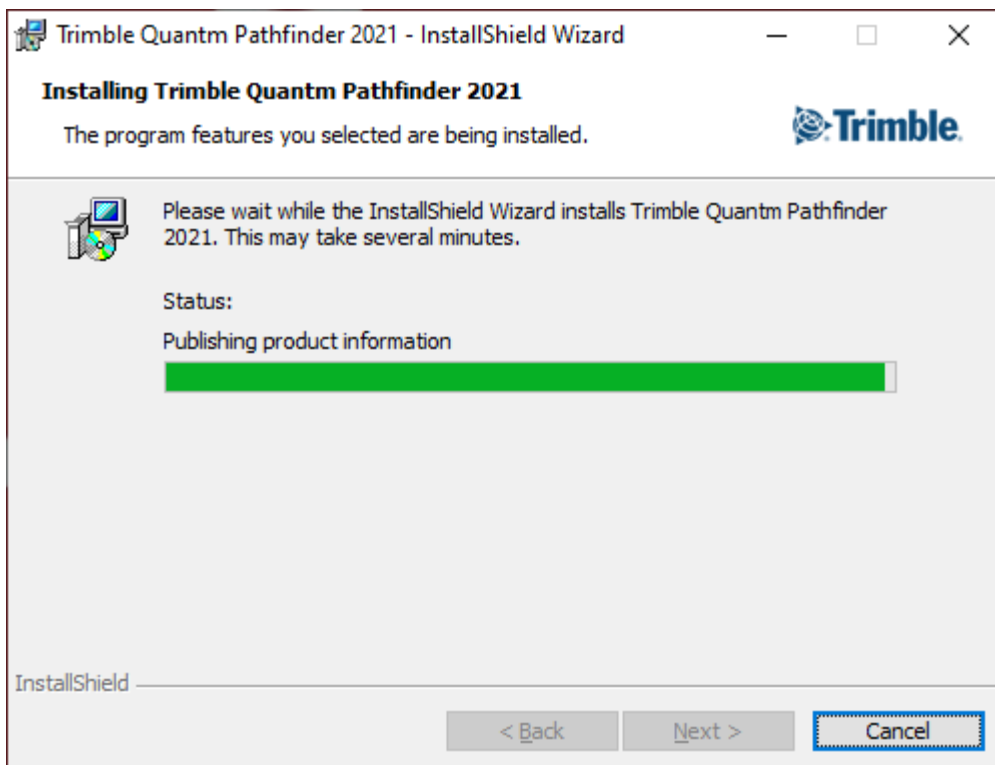 Trimble Quantm Pathfinder 2021 - InstallShield Wizard
Installing Trimble Quantm Pathfinder 2021
The program features you selected are being installed.
Trimble.
Please wait while the InstallShield Wizard installs Trimble Quantm Pathfinder
2021. This may take several minutes.
Status:
Publishing product information
InstallShield
< Back
Next >
Cancel